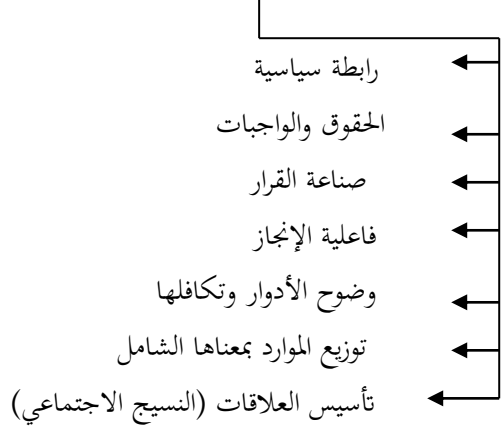 رابطة سياسية
الحقوق والواجبات
صناعة القرار
فاعلية الإنجاز
وضوح الأدوار وتكافلها
توزيع الموارد بمعناها الشامل
تأسيس العلاقات (النسيج الاجتماعي)